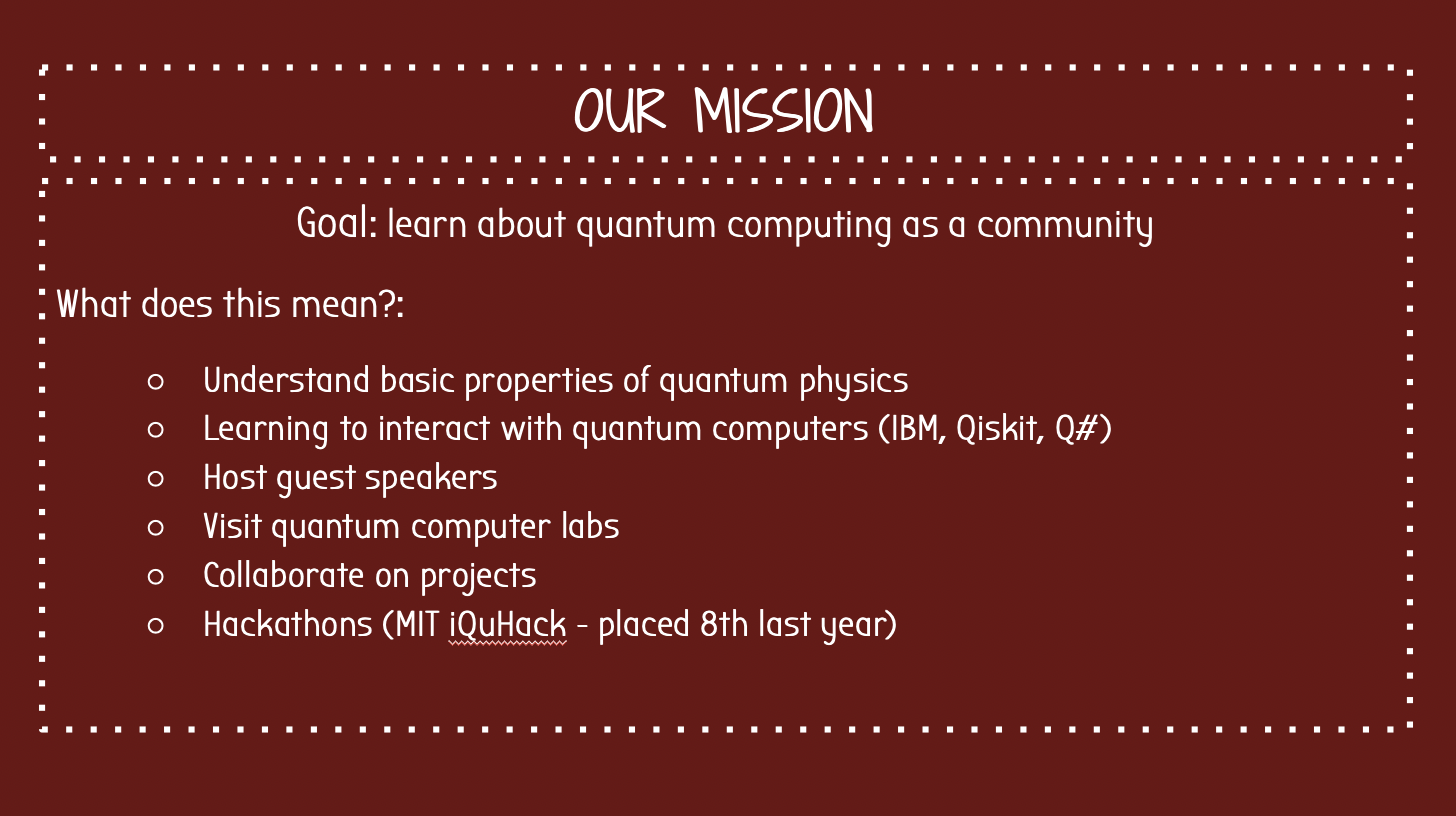 OUR MISSION
Goal: learn about quantum computing as a community
What does this mean?:
○ Understand basic properties of quantum physics
○ Learning to interact with quantum computers (IBM, Qiskit, Q#)
○ Host guest speakers
○ Visit quantum computer labs
○ Collaborate on projects
○ Hackathons (MIT iQuHack - placed 8th last year)